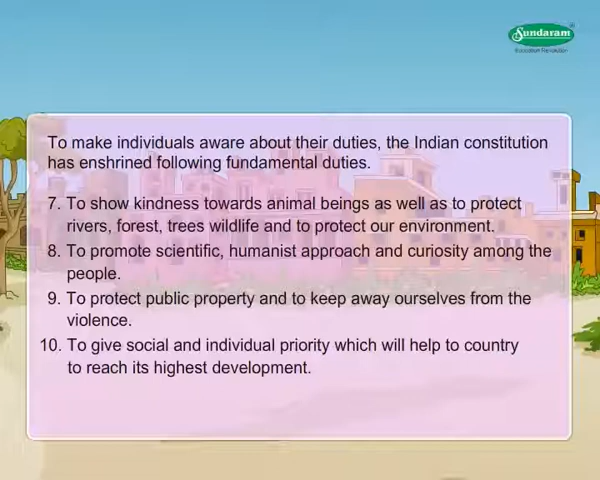 Sundaram
Education Revolution
To make individuals aware about their duties, the Indian constitution
has enshrined following fundamental duties.
7. To show kindness towards animal beings as well as to protect
rivers, forest, trees wildlife and to protect our environment.
8. To promote scientific, humanist approach and curiosity among the
people.
9. To protect public property and to keep away ourselves from the
violence.
10. To give social and individual priority which will help to country
to reach its highest development.